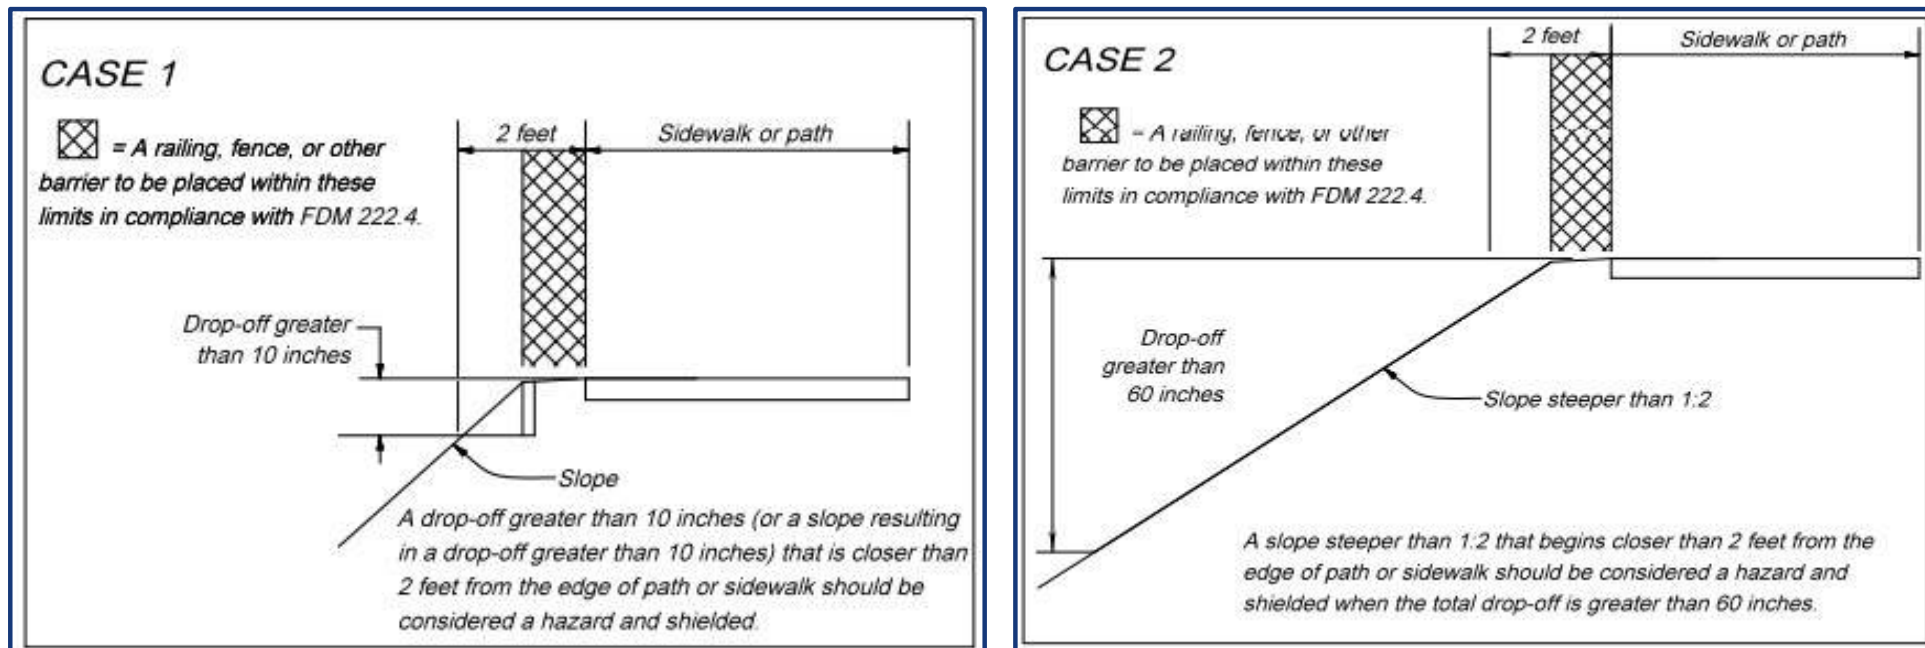 CASE 1
= A railing, fence, or other
barrier to be placed within these
limits in compliance with FDM 222.4.
2 feet
Sidewalk or path
Drop-off greater
than 10 inches
Slope
A drop-off greater than 10 inches (or a slope resulting
in a drop-off greater than 10 inches) that is closer than
2 feet from the edge of path or sidewalk should be
considered a hazard and shielded.
CASE 2
2 feet
Sidewalk or path
= A railing, fence, or other
barrier to be placed within these
limits in compliance with FDM 222.4.
Drop-off
greater than
60 inches
Slope steeper than 1:2
A slope steeper than 1:2 that begins closer than 2 feet from the
edge of path or sidewalk should be considered a hazard and
shielded when the total drop-off is greater than 60 inches.